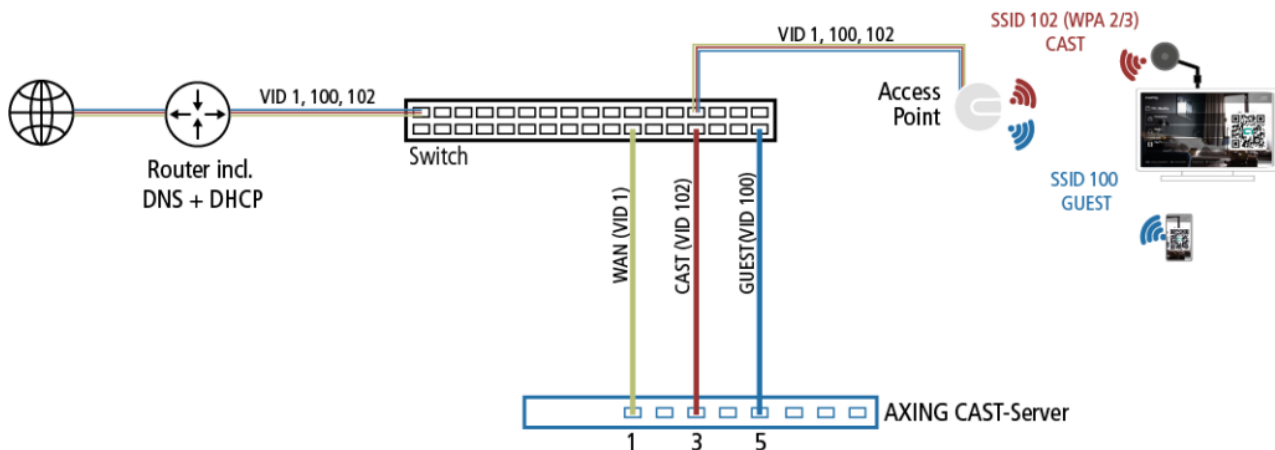 VID 1, 100, 102
Router incl.
DNS + DHCP
Switch
VID 1, 100, 102
Access
Point
SSID 102 (WPA 2/3)
CAST
SSID 100
GUEST
WAN (VID 1)
CAST (VID 102)
GUEST(VID 100)
AXING CAST-Server
1
3
5